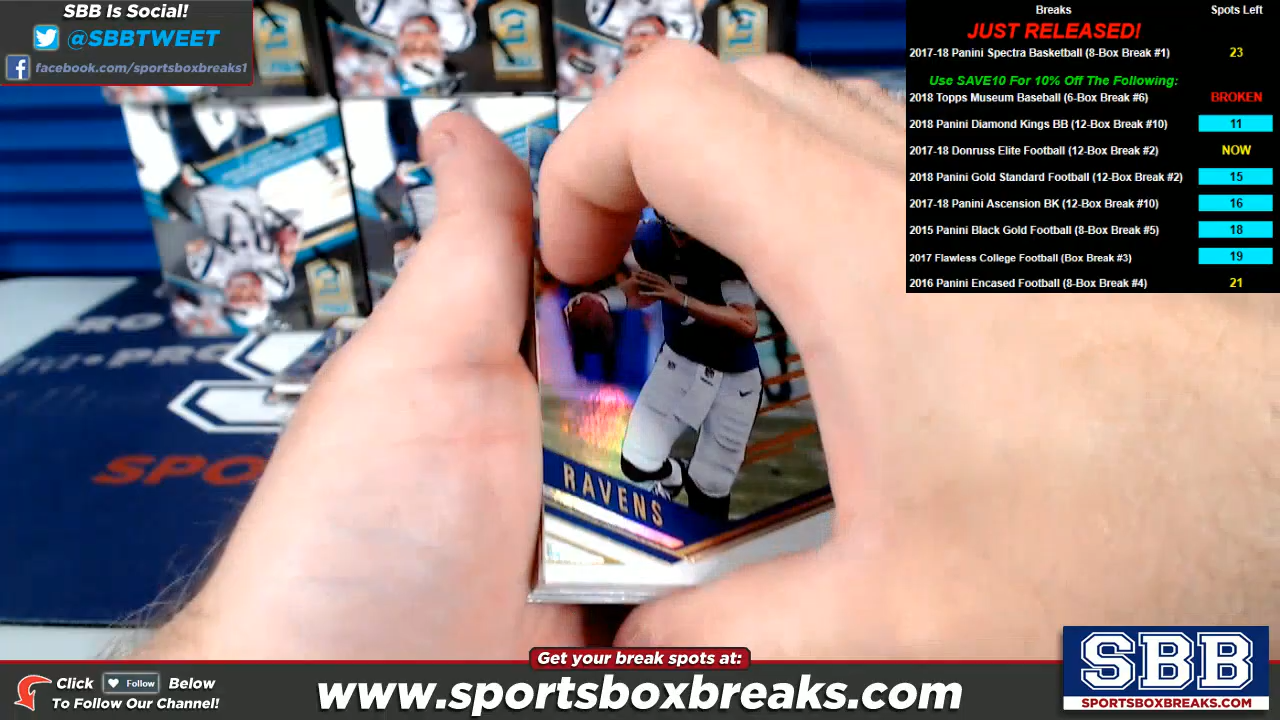 SBB Is Social!
@SBBTWEET
facebook.com/sportsboxbreaks1
Breaks Spots Left
JUST RELEASED!
2017-18 Panini Spectra Basketball (8-Box Break #1) 23
Use SAVE10 For 10% Off The Following:
2018 Topps Museum Baseball (6-Box Break #6) BROKEN
2018 Panini Diamond Kings BB (12-Box Break #10) 11
2017-18 Donruss Elite Football (12-Box Break #2) NOW
2018 Panini Gold Standard Football (12-Box Break #2) 15
2017-18 Panini Ascension BK (12-Box Break #10) 16
2015 Panini Black Gold Football (8-Box Break #5) 18
2017 Flawless College Football (Box Break #3) 19
2016 Panini Encased Football (8-Box Break #4) 21
PRO
SPO
RAVENS
Get your break spots at:
Click Follow Below
To Follow Our Channel!
www.sportsboxbreaks.com
SBB
SPORTSBOXBREAKS.COM